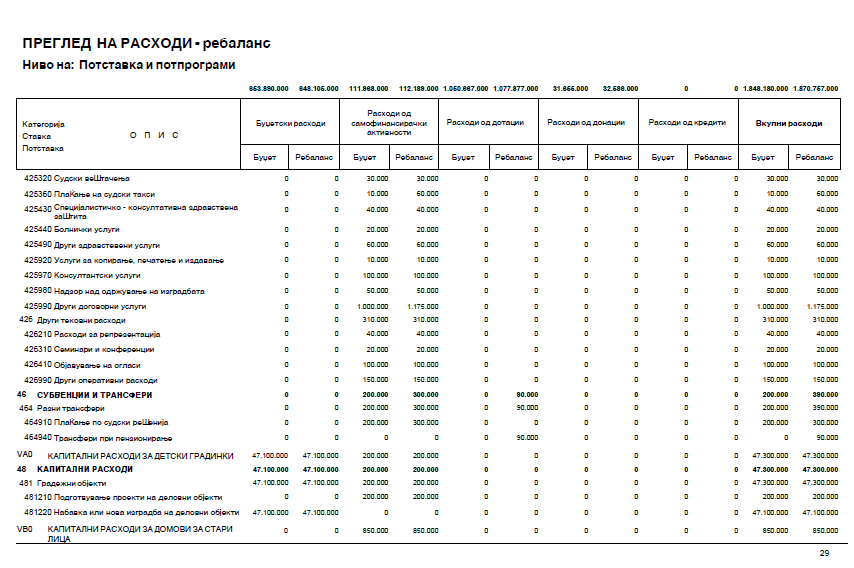 ПРЕГЛЕД НА РАСХОДИ - ребаланс
Ниво на: Потставка и потпрограми
653.890.000 648.105.000 111.968.000 112.189.000 1.050.667.000 1.077.877.000 31.655.000 32.586.000 0 0 1.848.180.000 1.870.757.000
Категорија
Ставка
Потставка
О П И С
Буџетски расходи
Расходи од
самофинансирачки
активности
Расходи од дотации
Расходи од донации
Расходи од кредити
Вкупни расходи
Буџет Ребаланс Буџет Ребаланс Буџет Ребаланс Буџет Ребаланс Буџет Ребаланс Буџет Ребаланс
425320 Судски веШтачења 0 0 30.000 30.000 0 0 0 0 0 0 30.000 30.000
425360 ПлаЌање на судски такси 0 0 10.000 60.000 0 0 0 0 0 0 10.000 60.000
425430 Специјалистичко - консултативна здравствена
заШтита 0 0 40.000 40.000 0 0 0 0 0 0 40.000 40.000
425440 Болнички услуги 0 0 20.000 20.000 0 0 0 0 0 0 20.000 20.000
425490 Други здравстевени услуги 0 0 60.000 60.000 0 0 0 0 0 0 60.000 60.000
425920 Услуги за копирање, печатење и издавање 0 0 10.000 10.000 0 0 0 0 0 0 10.000 10.000
425970 Консултантски услуги 0 0 100.000 100.000 0 0 0 0 0 0 100.000 100.000
425980 Надзор над одржување на изградбата 0 0 50.000 50.000 0 0 0 0 0 0 50.000 50.000
425990 Други договорни услуги 0 0 1.000.000 1.175.000 0 0 0 0 0 0 1.000.000 1.175.000
426 Други тековни расходи 0 0 310.000 310.000 0 0 0 0 0 0 310.000 310.000
426210 Расходи за репрезентација 0 0 40.000 40.000 0 0 0 0 0 0 40.000 40.000
426310 Семинари и конференции 0 0 20.000 20.000 0 0 0 0 0 0 20.000 20.000
426410 Објавување на огласи 0 0 100.000 100.000 0 0 0 0 0 0 100.000 100.000
426990 Други оперативни расходи 0 0 150.000 150.000 0 0 0 0 0 0 150.000 150.000
46 СУБВЕНЦИИ И ТРАНСФЕРИ 0 0 200.000 300.000 0 90.000 0 0 0 0 200.000 390.000
464 Разни трансфери 0 0 200.000 300.000 0 90.000 0 0 0 0 200.000 390.000
464910 ПлаЌање по судски реШенија 0 0 200.000 300.000 0 0 0 0 0 0 200.000 300.000
464940 Трансфери при пензионирање 0 0 0 0 0 90.000 0 0 0 0 0 90.000
VA0 КАПИТАЛНИ РАСХОДИ ЗА ДЕТСКИ ГРАДИНКИ 47.100.000 47.100.000 200.000 200.000 0 0 0 0 0 0 47.300.000 47.300.000
48 КАПИТАЛНИ РАСХОДИ 47.100.000 47.100.000 200.000 200.000 0 0 0 0 0 0 47.300.000 47.300.000
481 Градежни објекти 47.100.000 47.100.000 200.000 200.000 0 0 0 0 0 0 47.300.000 47.300.000
481210 Подготвување проекти на деловни објекти 0 0 200.000 200.000 0 0 0 0 0 0 200.000 200.000
481220 Набавка или нова изградба на деловни објекти 47.100.000 47.100.000 0 0 0 0 0 0 0 0 47.100.000 47.100.000
VB0 КАПИТАЛНИ РАСХОДИ ЗА ДОМОВИ ЗА СТАРИ
ЛИЦА 0 0 850.000 850.000 0 0 0 0 0 0 850.000 850.000
29